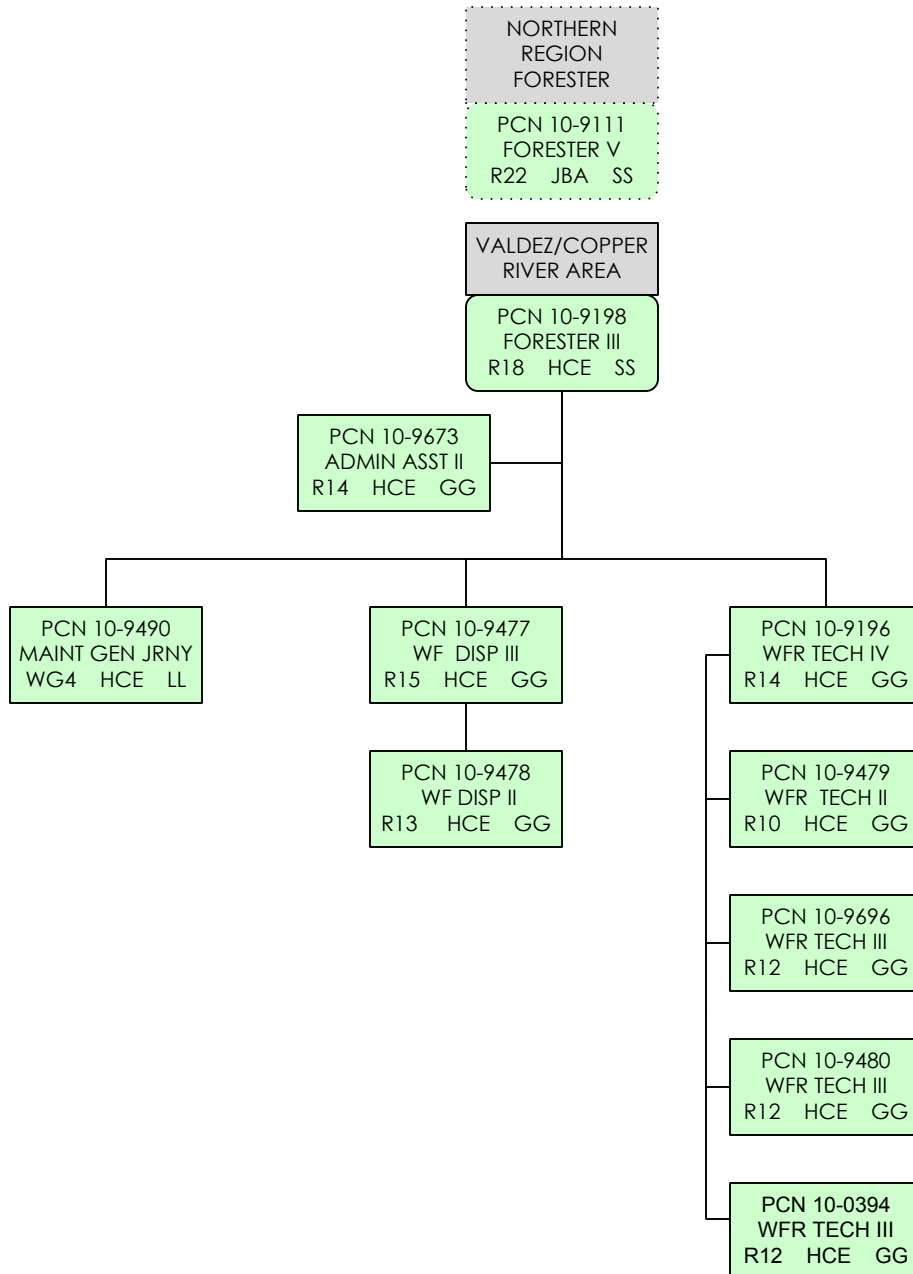 NORTHERN
REGION
FORESTER
PCN 10-9111
FORESTER V
R22 JBA SS
VALDEZ/COPPER
RIVER AREA
PCN 10-9198
FORESTER III
R18 HCE SS
PCN 10-9673
ADMIN ASST II
R14 HCE GG
PCN 10-9490
MAINT GEN JRNY
WG4 HCE LL
PCN 10-9477
WF DISP III
R15 HCE GG
PCN 10-9478
WF DISP II
R13 HCE GG
PCN 10-9196
WFR TECH IV
R14 HCE GG
PCN 10-9479
WFR TECH II
R10 HCE GG
PCN 10-9696
WFR TECH III
R12 HCE GG
PCN 10-9480
WFR TECH III
R12 HCE GG
PCN 10-0394
WFR TECH III
R12 HCE GG